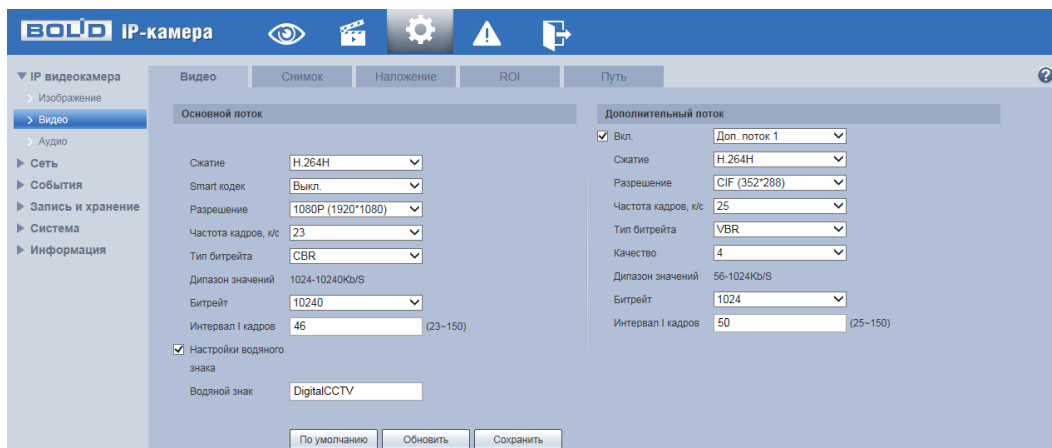 BOLID IP-камера
IP видеокамера
Изображение
Видео
Аудио
Сеть
События
Запись и хранение
Система
Информация
Видео Снимок Наложение ROI Путь
Основной поток
Сжатие H.264H
Smart кодек Выкл.
Разрешение 1080P (1920*1080)
Частота кадров, к/с 23
Тип битрейта CBR
Дипазон значений 1024-10240Kb/S
Битрейт 10240
Интервал I кадров 46 (23~150)
Настройки водяного
знака
Водяной знак DigitalCCTV
По умолчанию Обновить Сохранить
Дополнительный поток
Вкл. Доп. поток 1
Сжатие H.264H
Разрешение CIF (352*288)
Частота кадров, к/с 25
Тип битрейта VBR
Качество 4
Дипазон значений 56-1024Kb/S
Битрейт 1024
Интервал I кадров 50 (25~150)